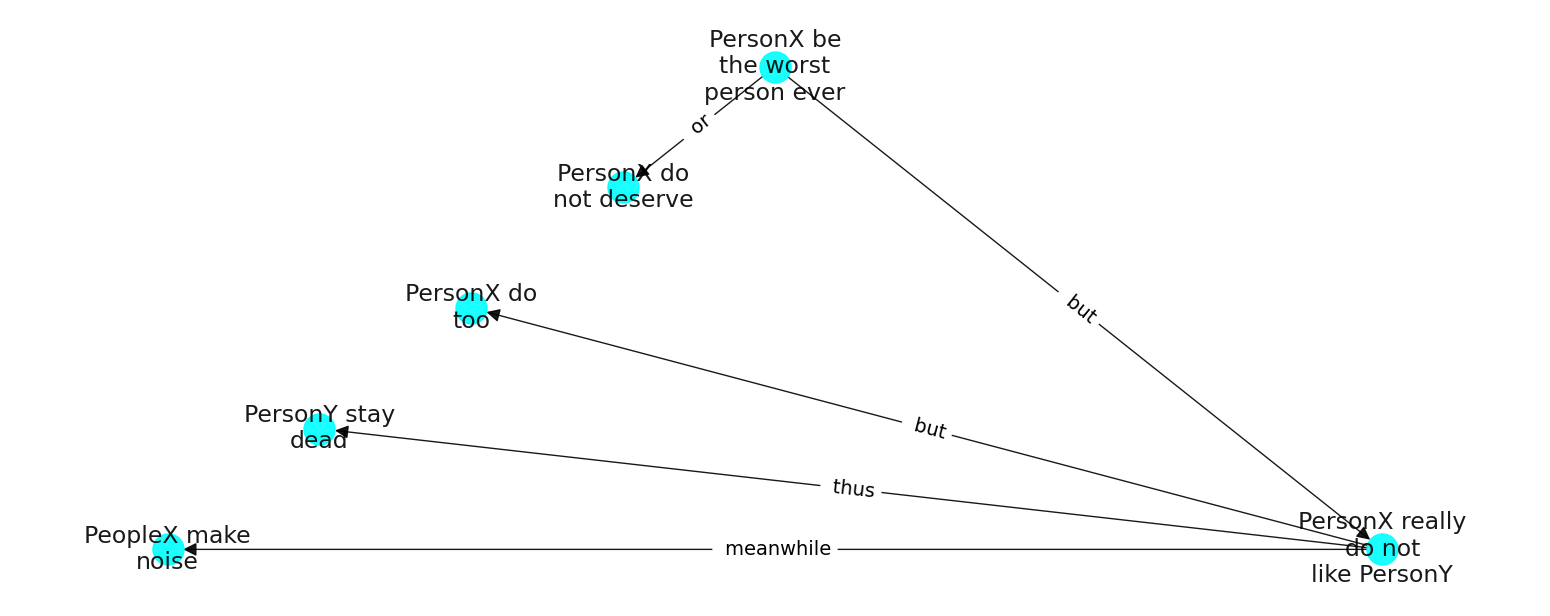 PersonX be
the worst
person ever
or
PersonX do
not deserve
but
PersonX do
too
but
PersonY stay
dead
thus
PersonX really
do not
like PersonY
PeopleX make
noise
meanwhile